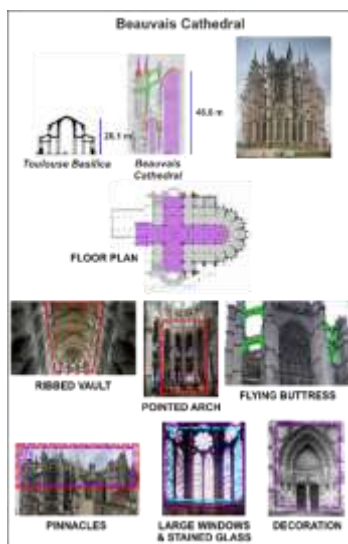 Beauvais Cathedral
48.5 m
28.1 m
Toulouse Basilica
Beauvais
Cathedral
FLOOR PLAN
RIBBED VAULT
POINTED ARCH
FLYING BUTTRESS
PINNACLES
LARGE WINDOWS
& STAINED GLASS
DECORATION